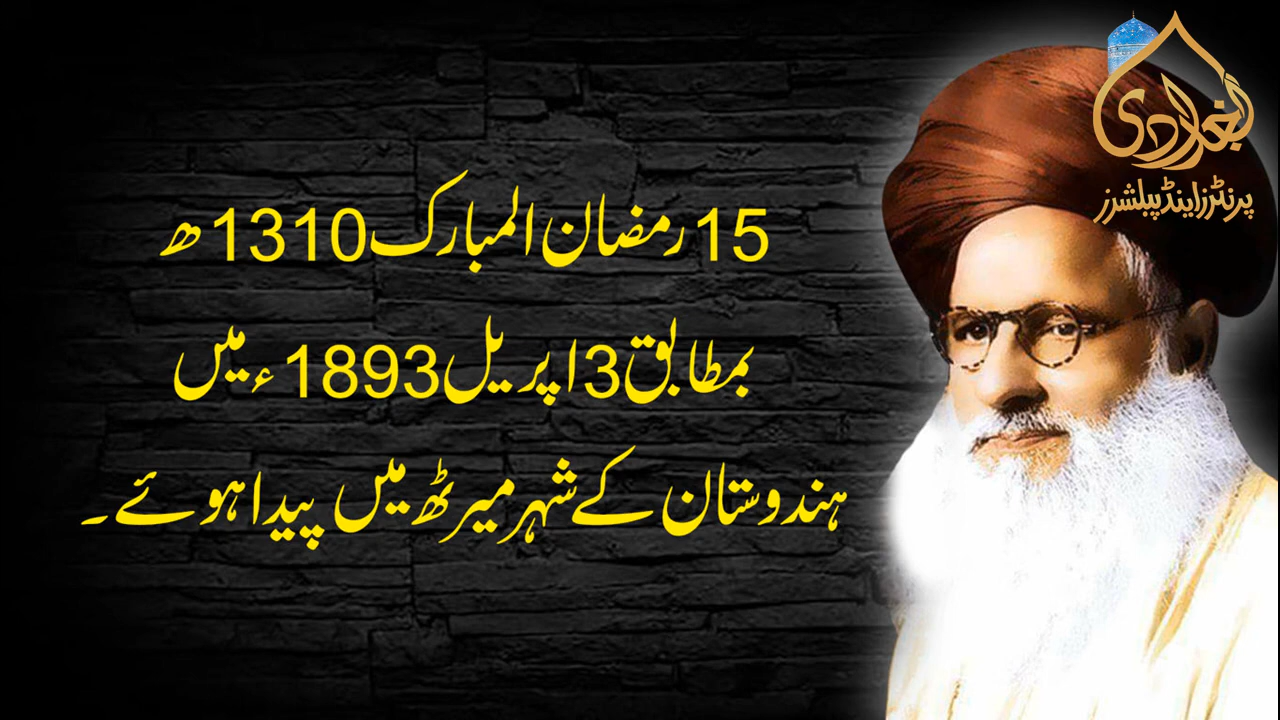 بغدادی
پرنٹرز اینڈ پبلشرز
15 رمضان المبارک 1310ھ
بمطابق 3 اپریل 1893ء میں
ہندوستان کے شہر میرٹھ میں پیدا ہوئے۔